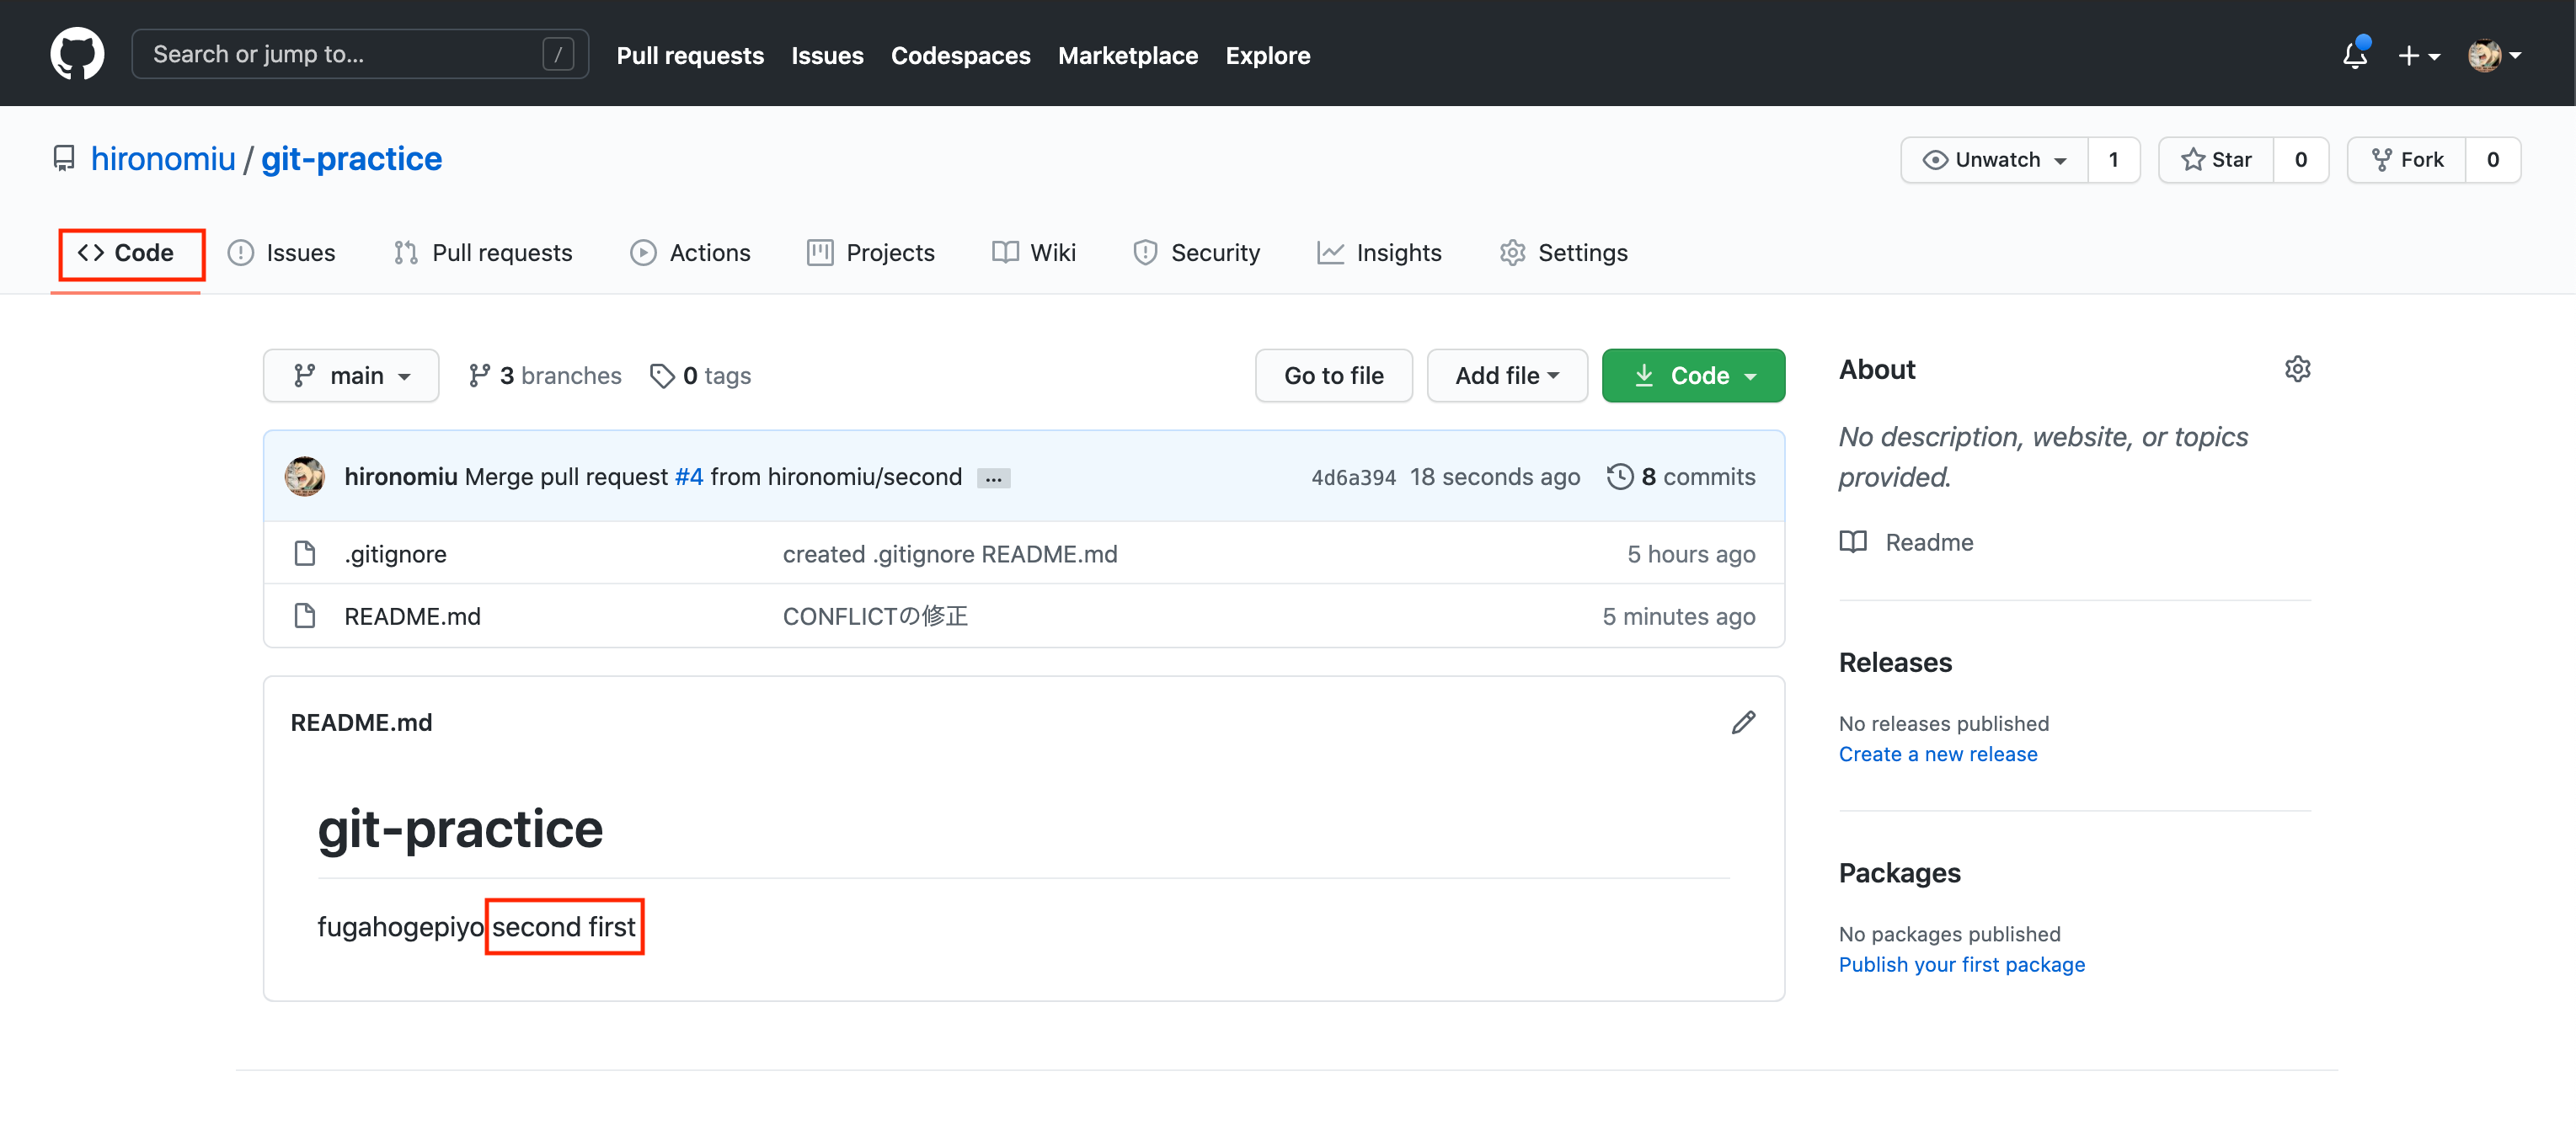 Search or jump to... /
Pull requests Issues Codespaces Marketplace Explore
hironomiu / git-practice
Unwatch 1 Star 0 Fork 0
Code Issues Pull requests Actions Projects Wiki Security Insights Settings
main 3 branches 0 tags
Go to file Add file Code
hironomiu Merge pull request #4 from hironomiu/second ... 4d6a394 18 seconds ago 8 commits
.gitignore created .gitignore README.md 5 hours ago
README.md CONFLICTの修正 5 minutes ago
README.md
git-practice
fugahogepiyo second first
About
No description, website, or topics
provided.
Readme
Releases
No releases published
Create a new release
Packages
No packages published
Publish your first package